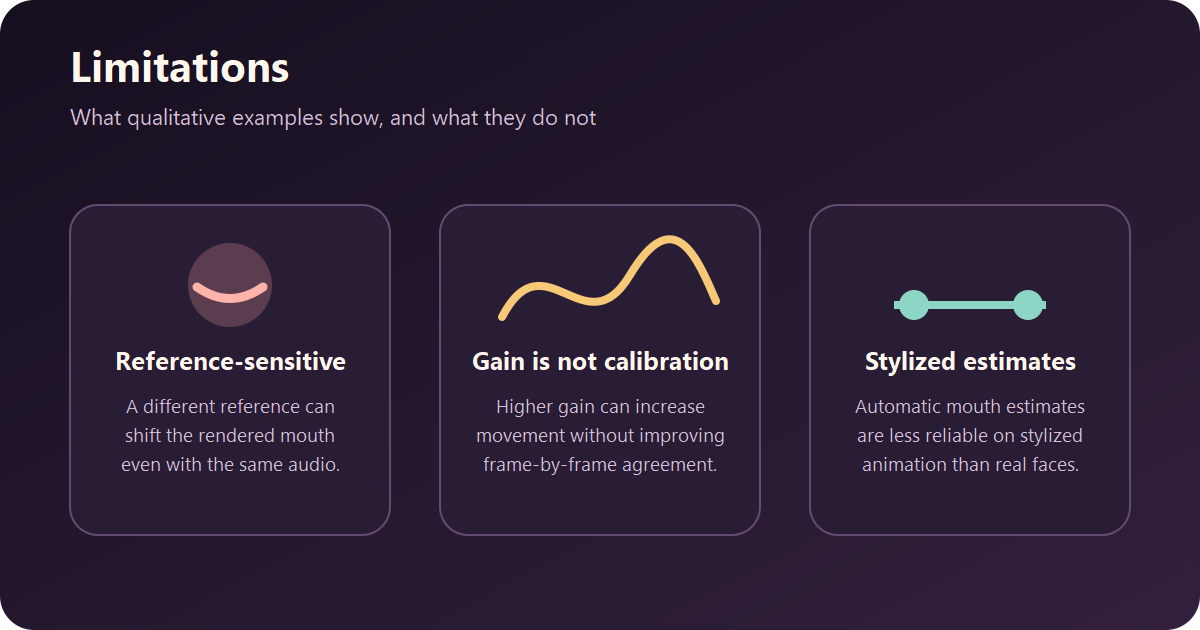 Limitations
What qualitative examples show, and what they do not
Reference-sensitive
A different reference can
shift the rendered mouth
even with the same audio.
Gain is not calibration
Higher gain can increase
movement without improving
frame-by-frame agreement.
Stylized estimates
Automatic mouth estimates
are less reliable on stylized
animation than real faces.